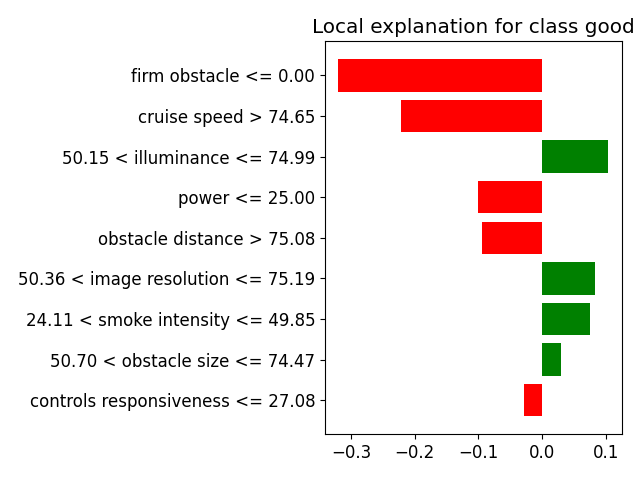 Local explanation for class good
firm obstacle <= 0.00
cruise speed > 74.65
50.15 < illuminance <= 74.99
power <= 25.00
obstacle distance > 75.08
50.36 < image resolution <= 75.19
24.11 < smoke intensity <= 49.85
50.70 < obstacle size <= 74.47
controls responsiveness <= 27.08
−0.3 −0.2 −0.1 0.0 0.1